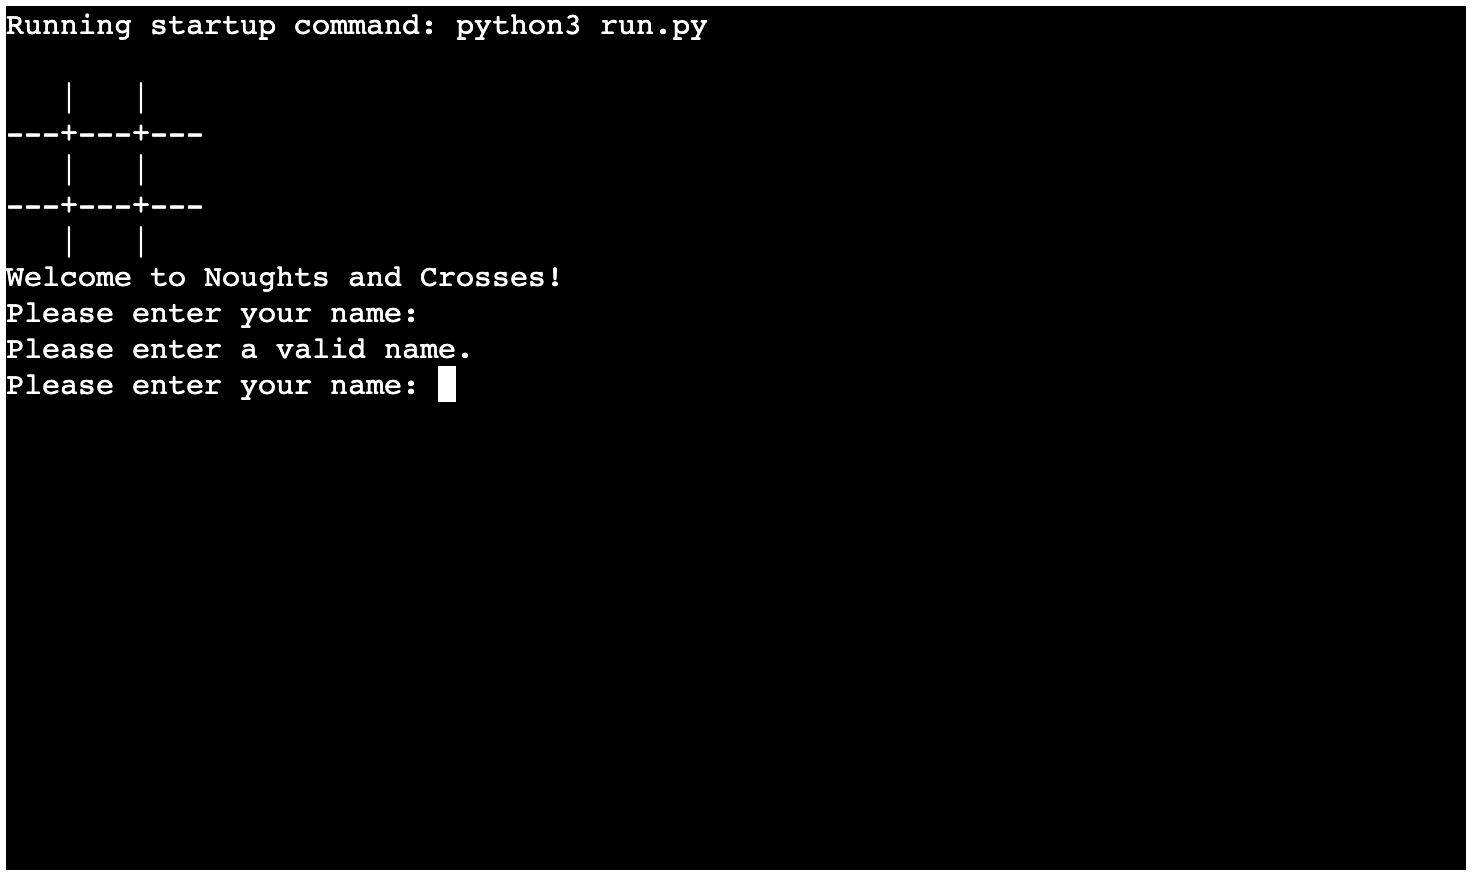 Running startup command: python3 run.py
   |   |
---+---+---
   |   |
---+---+---
   |   |
Welcome to Noughts and Crosses!
Please enter your name:
Please enter a valid name.
Please enter your name: